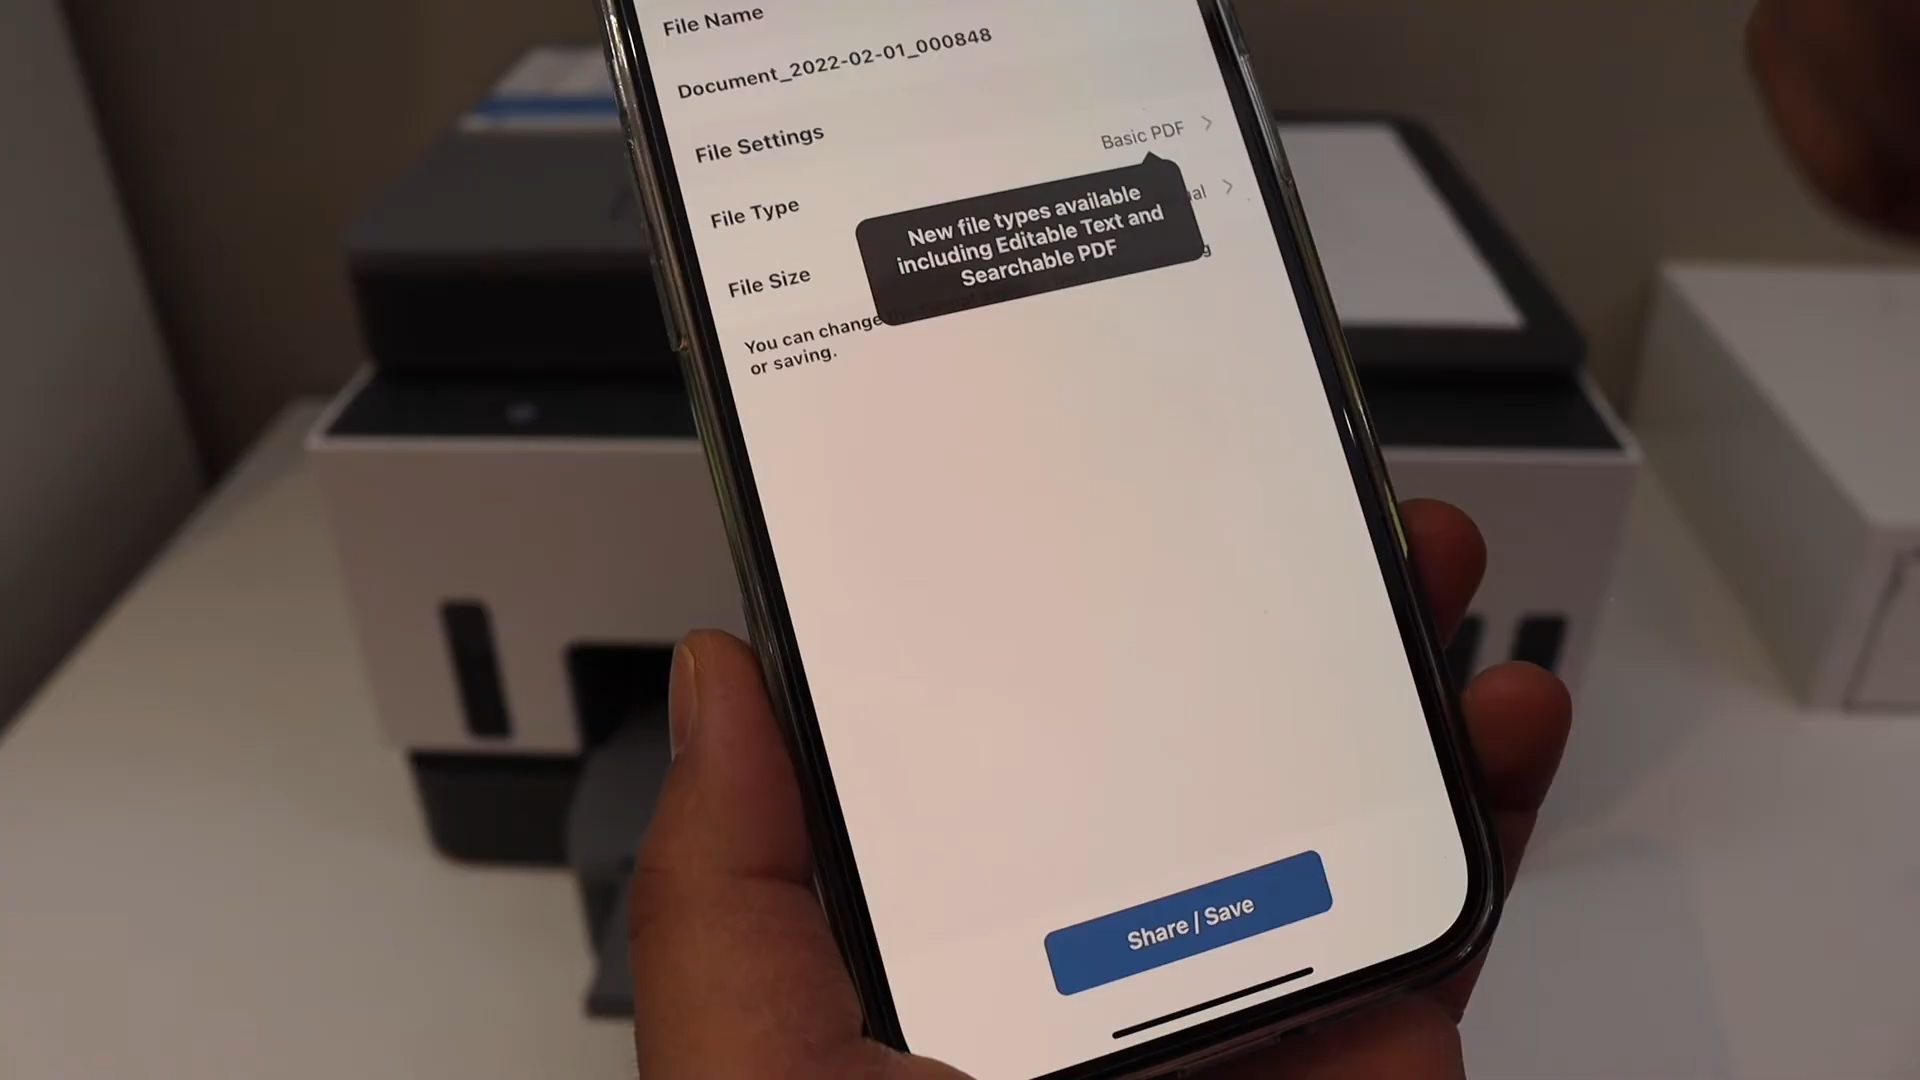 File Name
Document_2022-02-01_000848
File Settings
File Type
Basic PDF
New file types available
including Editable Text and
Searchable PDF
File Size
You can change
or saving.
Share / Save